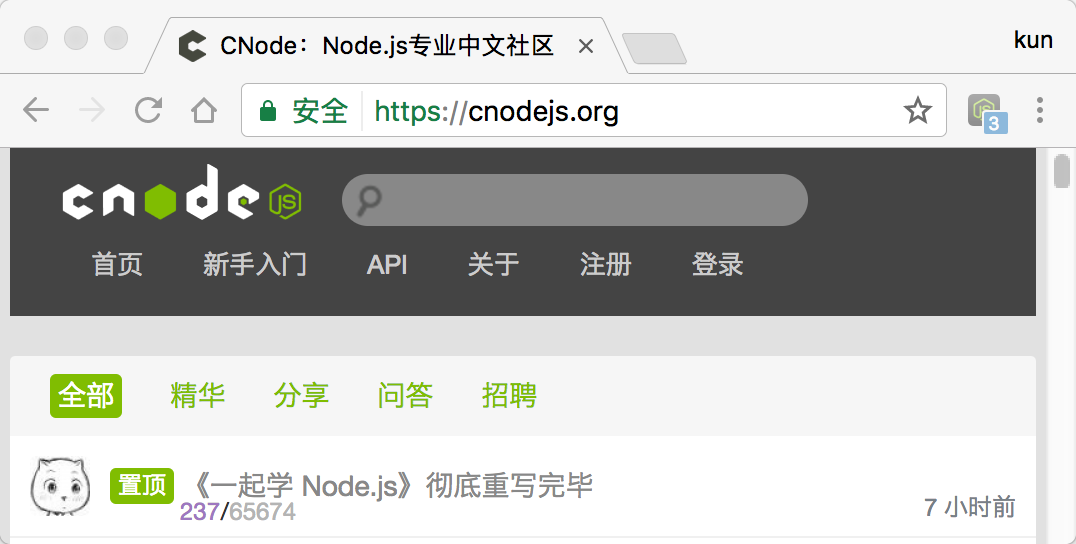 CNode：Node.js专业中文社区
kun
安全 https://cnodejs.org
3
cnode JS
首页 新手入门 API 关于 注册 登录
全部 精华 分享 问答 招聘
置顶 《一起学 Node.js》彻底重写完毕
237/65674
7 小时前